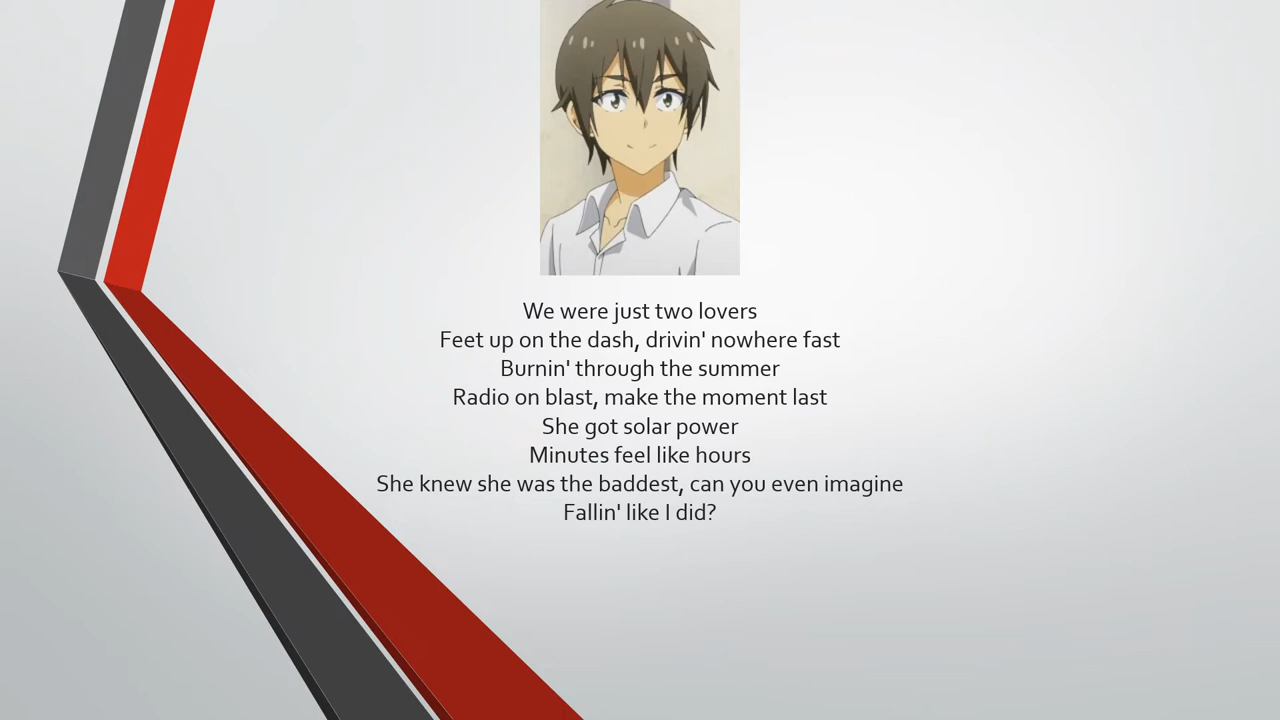 We were just two lovers
Feet up on the dash, drivin' nowhere fast
Burnin' through the summer
Radio on blast, make the moment last
She got solar power
Minutes feel like hours
She knew she was the baddest, can you even imagine
Fallin' like I did?